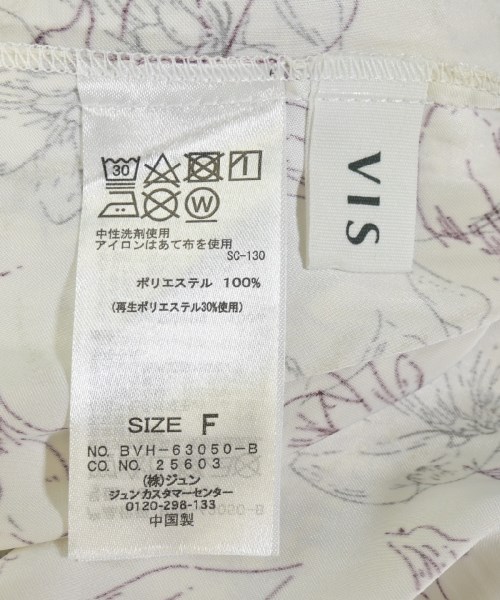 30
W
中性洗剤使用
アイロンはあて布を使用
SC-130
ポリエステル 100%
(再生ポリエステル30%使用)
SIZE F
NO. BVH-63050-B
CO. NO. 25603
(株)ジュン
ジュンカスタマーセンター
0120-298-133
中国製
VIS